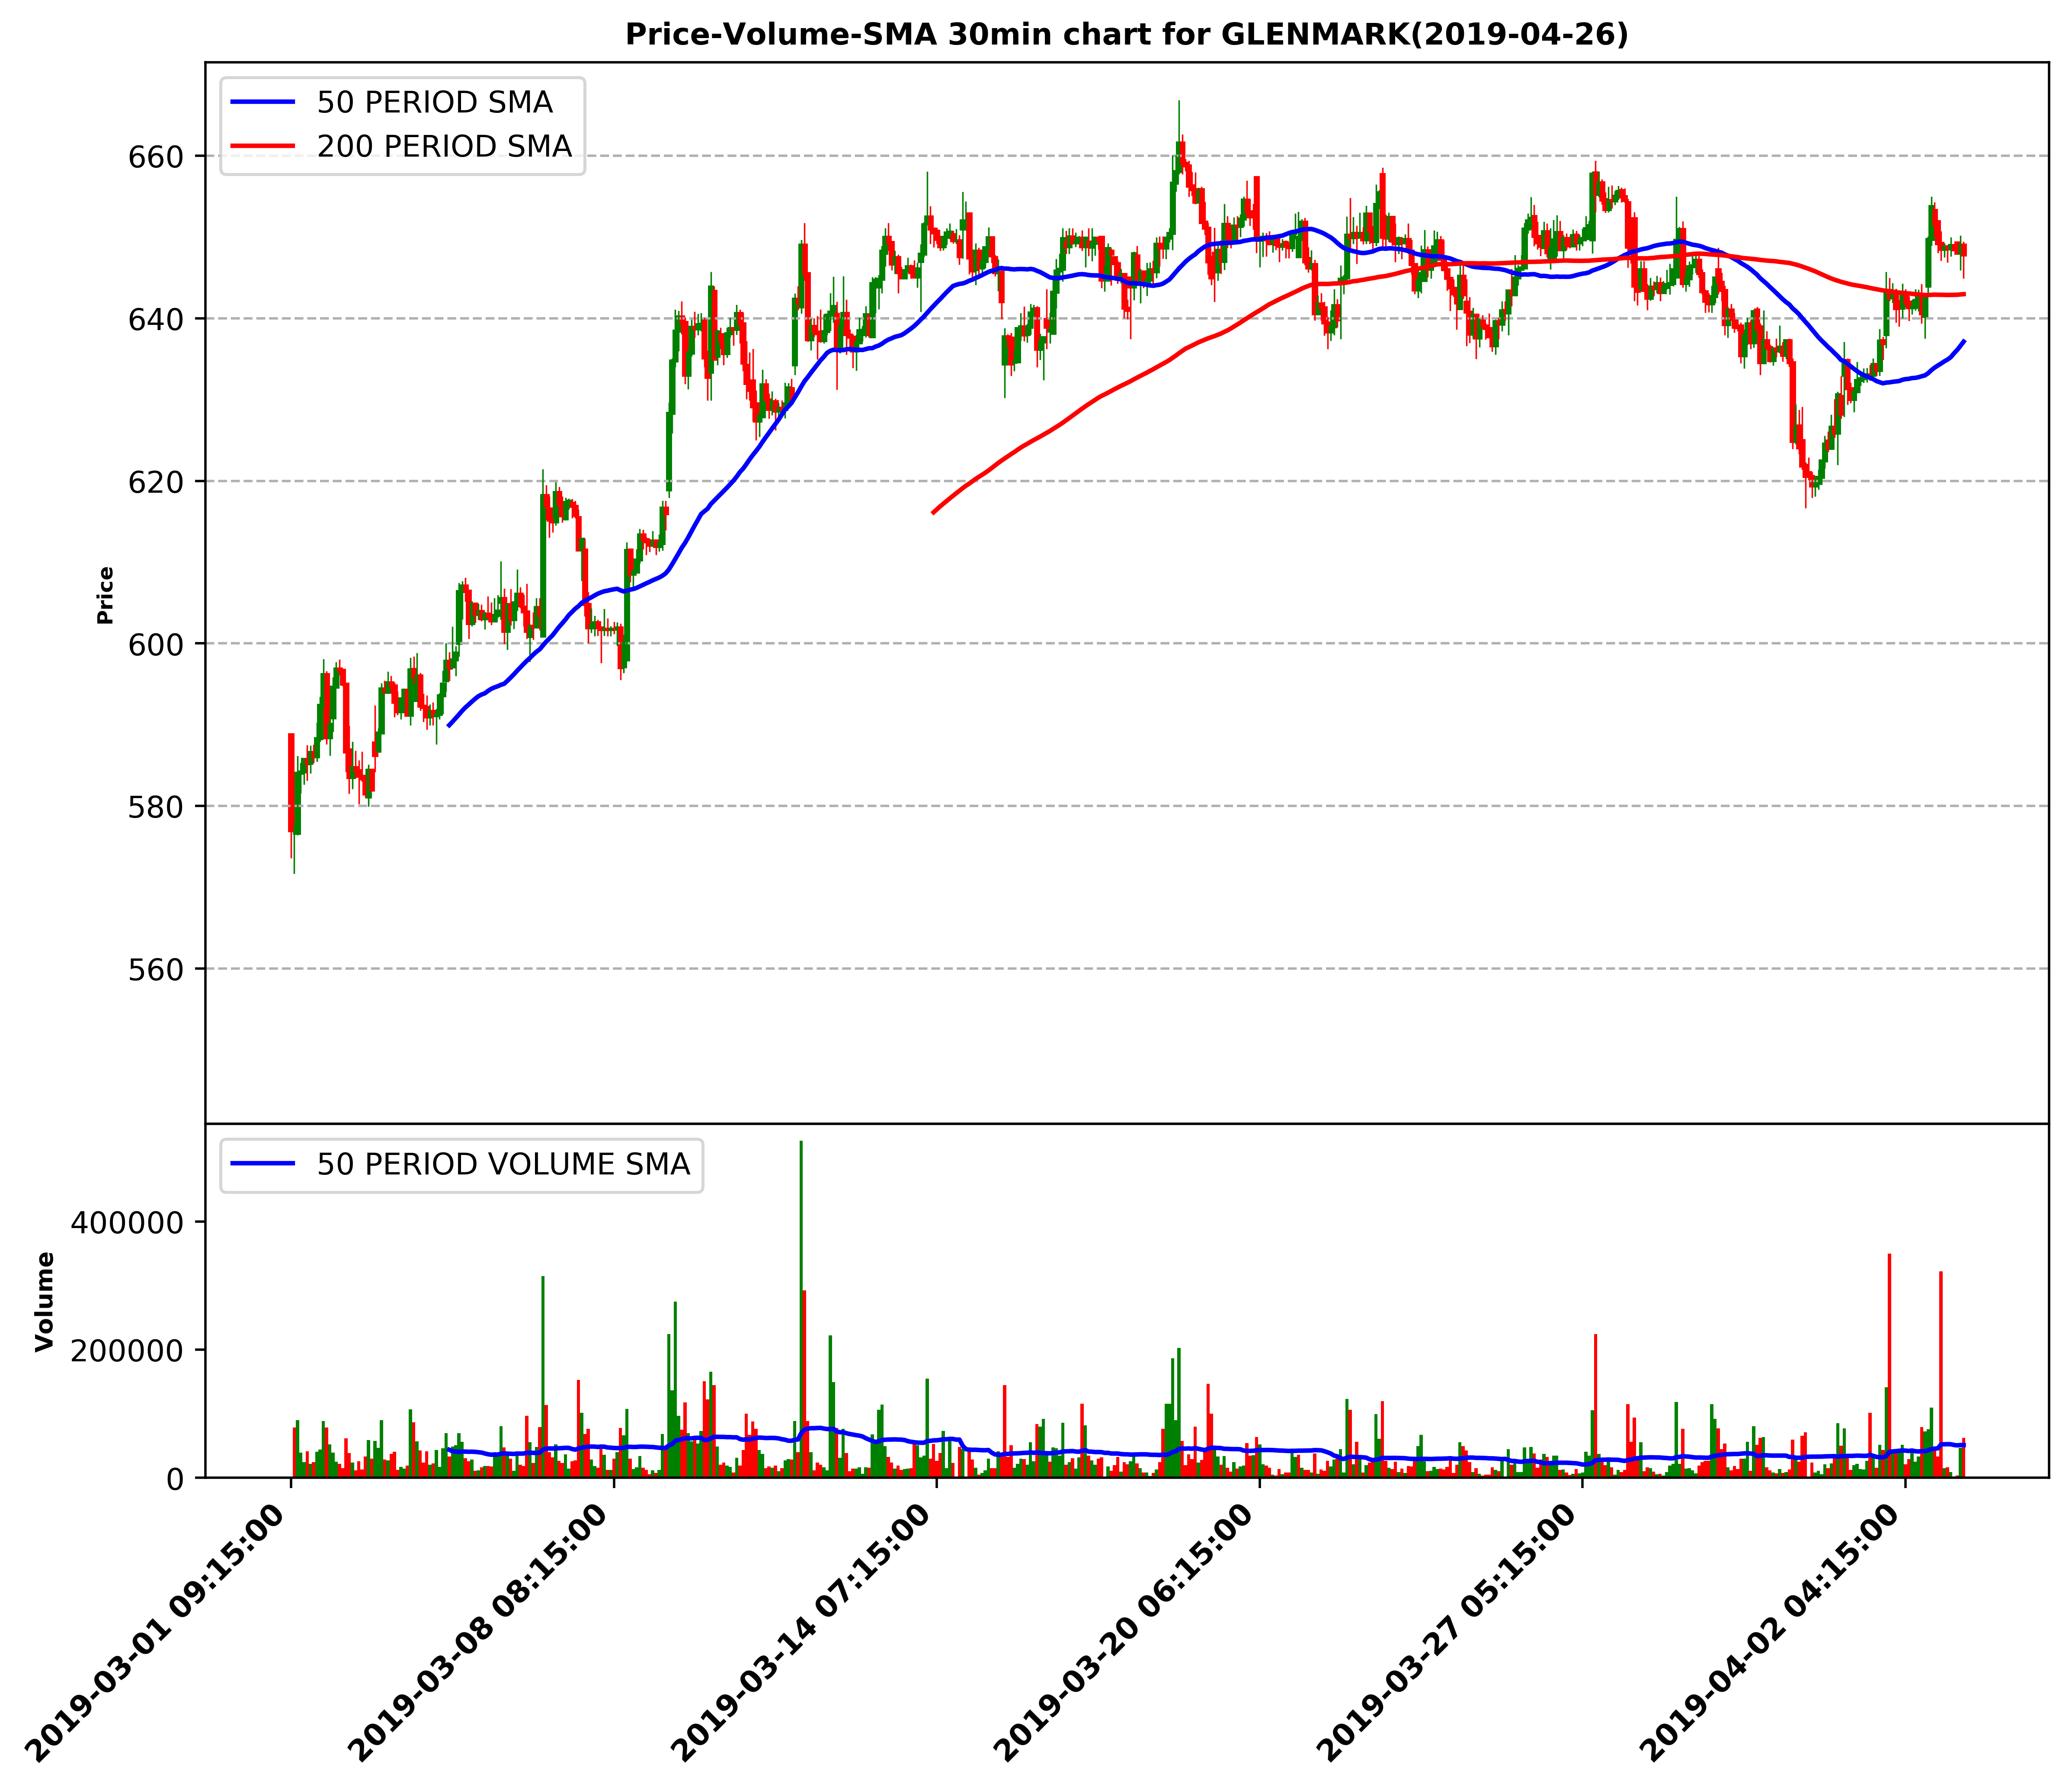 Price-Volume-SMA 30min chart for GLENMARK(2019-04-26)
50 PERIOD SMA
200 PERIOD SMA
660
640
620
600
580
560
Price
50 PERIOD VOLUME SMA
400000
200000
0
Volume
2019-03-01 09:15:00
2019-03-08 08:15:00
2019-03-14 07:15:00
2019-03-20 06:15:00
2019-03-27 05:15:00
2019-04-02 04:15:00